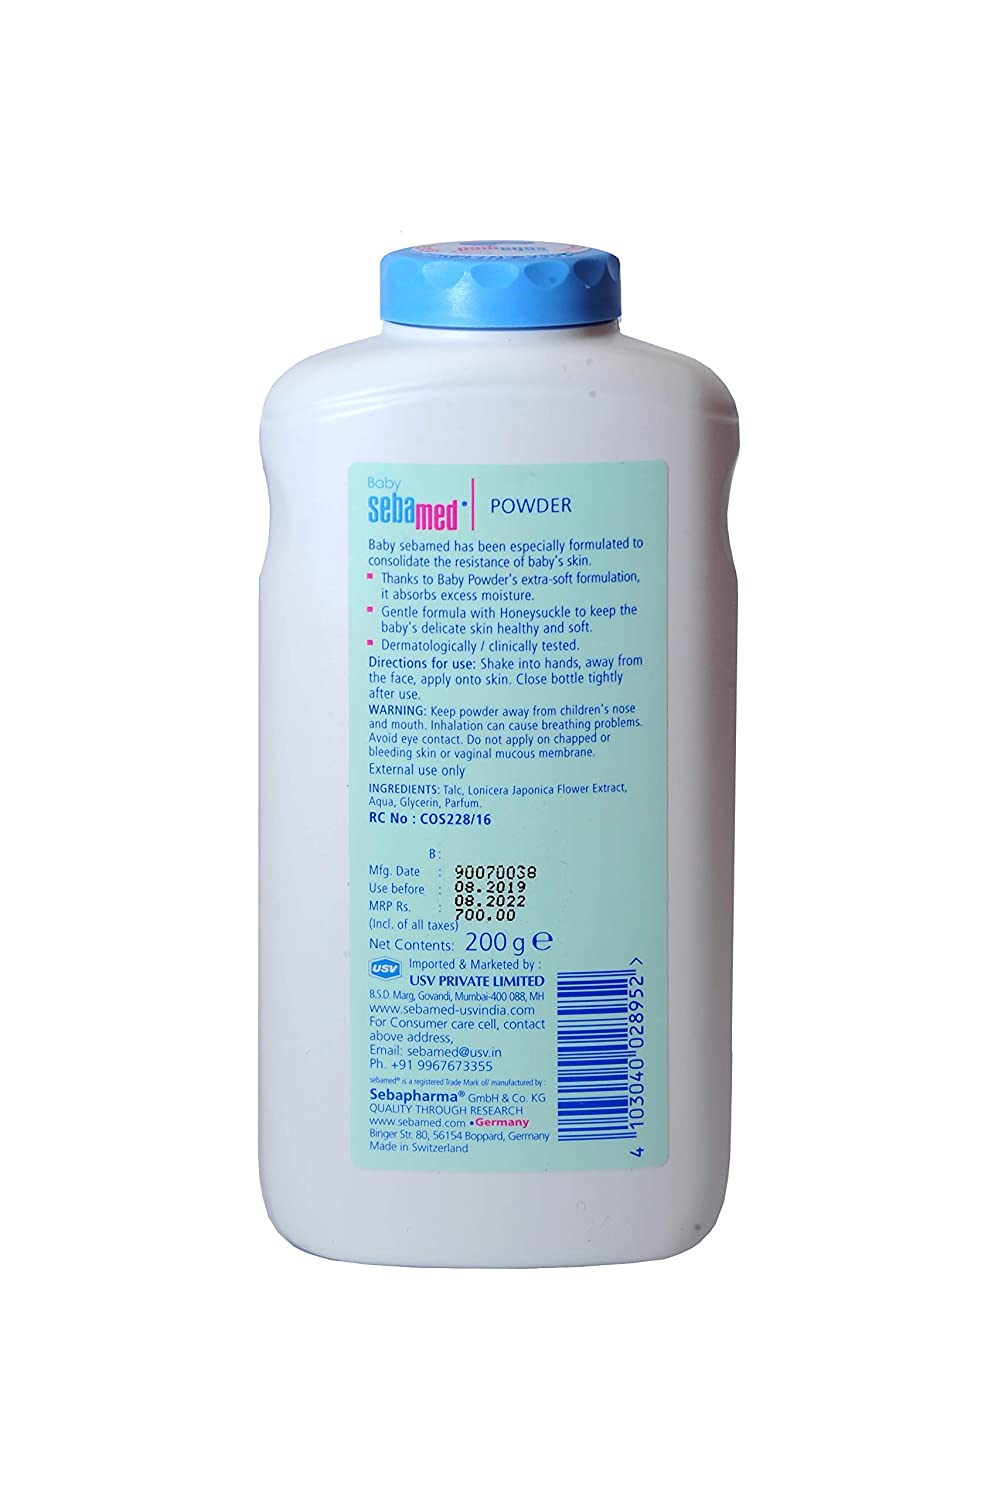 sebamed
Baby
sebamed
POWDER
Baby sebamed has been especially formulated to
consolidate the resistance of baby's skin.
Thanks to Baby Powder's extra-soft formulation,
it absorbs excess moisture.
Gentle formula with Honeysuckle to keep the
baby's delicate skin healthy and soft.
Dermatologically / clinically tested.
Directions for use: Shake into hands, away from
the face, apply onto skin. Close bottle tightly
after use.
WARNING: Keep powder away from children's nose
and mouth. Inhalation can cause breathing problems.
Avoid eye contact. Do not apply on chapped or
bleeding skin or vaginal mucous membrane.
External use only
INGREDIENTS: Talc, Lonicera Japonica Flower Extract,
Aqua, Glycerin, Parfum.
RC No : COS228/16
B :
Mfg. Date : 90070038
Use before : 08.2019
MRP Rs. : 08.2022
(Incl. of all taxes) 700.00
Net Contents: 200 g ℮
USV Imported & Marketed by :
USV PRIVATE LIMITED
B.S.D. Marg, Govandi, Mumbai-400 088, MH
www.sebamed-usvindia.com
For Consumer care cell, contact
above address,
Email: sebamed@usv.in
Ph. +91 9967673355
sebamed® is a registered Trade Mark of/ manufactured by :
Sebapharma® GmbH & Co. KG
QUALITY THROUGH RESEARCH
www.sebamed.com •Germany
Binger Str. 80, 56154 Boppard, Germany
Made in Switzerland
4 103040 028952 >